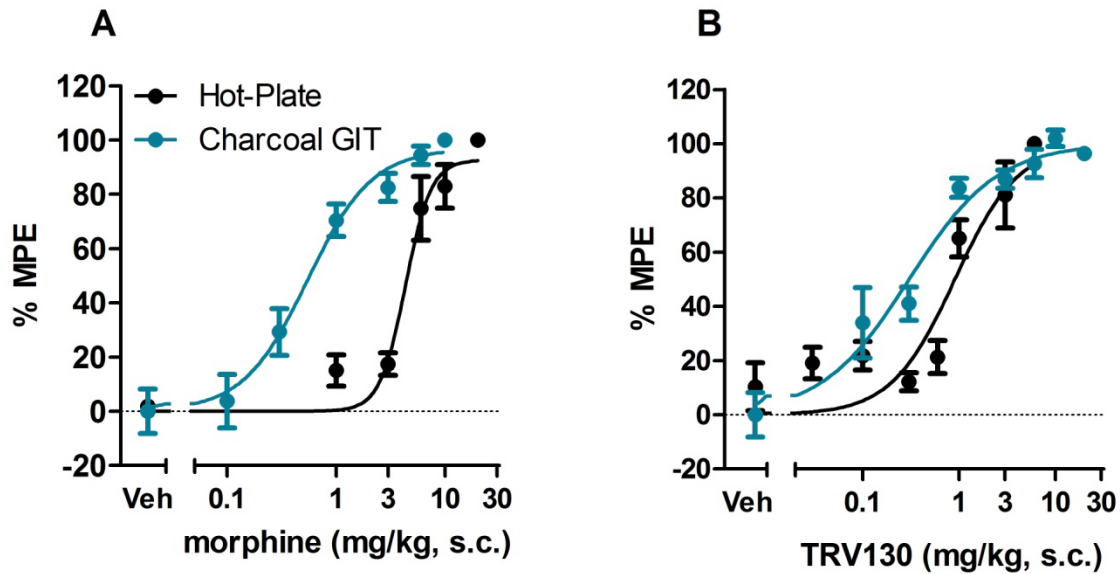 A
120
100
80
60
40
20
0
-20
% MPE
Hot-Plate
Charcoal GIT
Veh 0.1 1 3 10 30
morphine (mg/kg, s.c.)
B
120
100
80
60
40
20
0
-20
% MPE
Veh 0.1 1 3 10 30
TRV130 (mg/kg, s.c.)